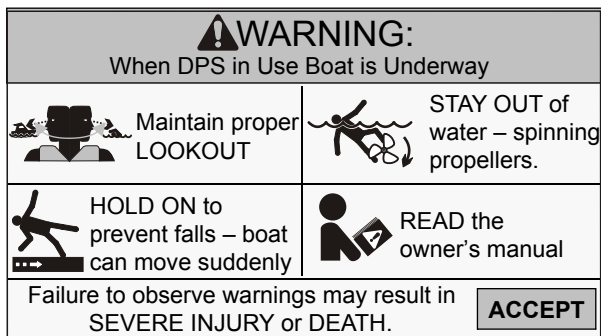 WARNING:
When DPS in Use Boat is Underway
Maintain proper
LOOKOUT
STAY OUT of
water – spinning
propellers.
HOLD ON to
prevent falls – boat
can move suddenly
READ the
owner's manual
Failure to observe warnings may result in
SEVERE INJURY or DEATH.
ACCEPT